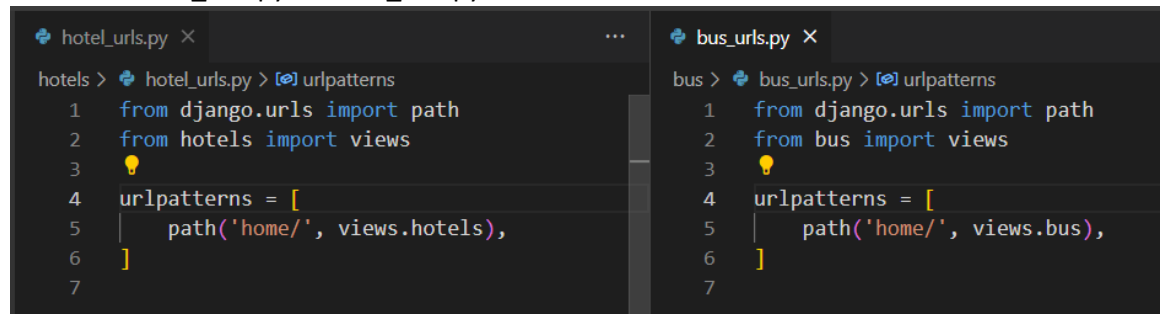 hotel_urls.py ×
hotels > hotel_urls.py > urlpatterns
1 from django.urls import path
2 from hotels import views
3
4 urlpatterns = [
5 path('home/', views.hotels),
6 ]
7
bus_urls.py ×
bus > bus_urls.py > urlpatterns
1 from django.urls import path
2 from bus import views
3
4 urlpatterns = [
5 path('home/', views.bus),
6 ]
7